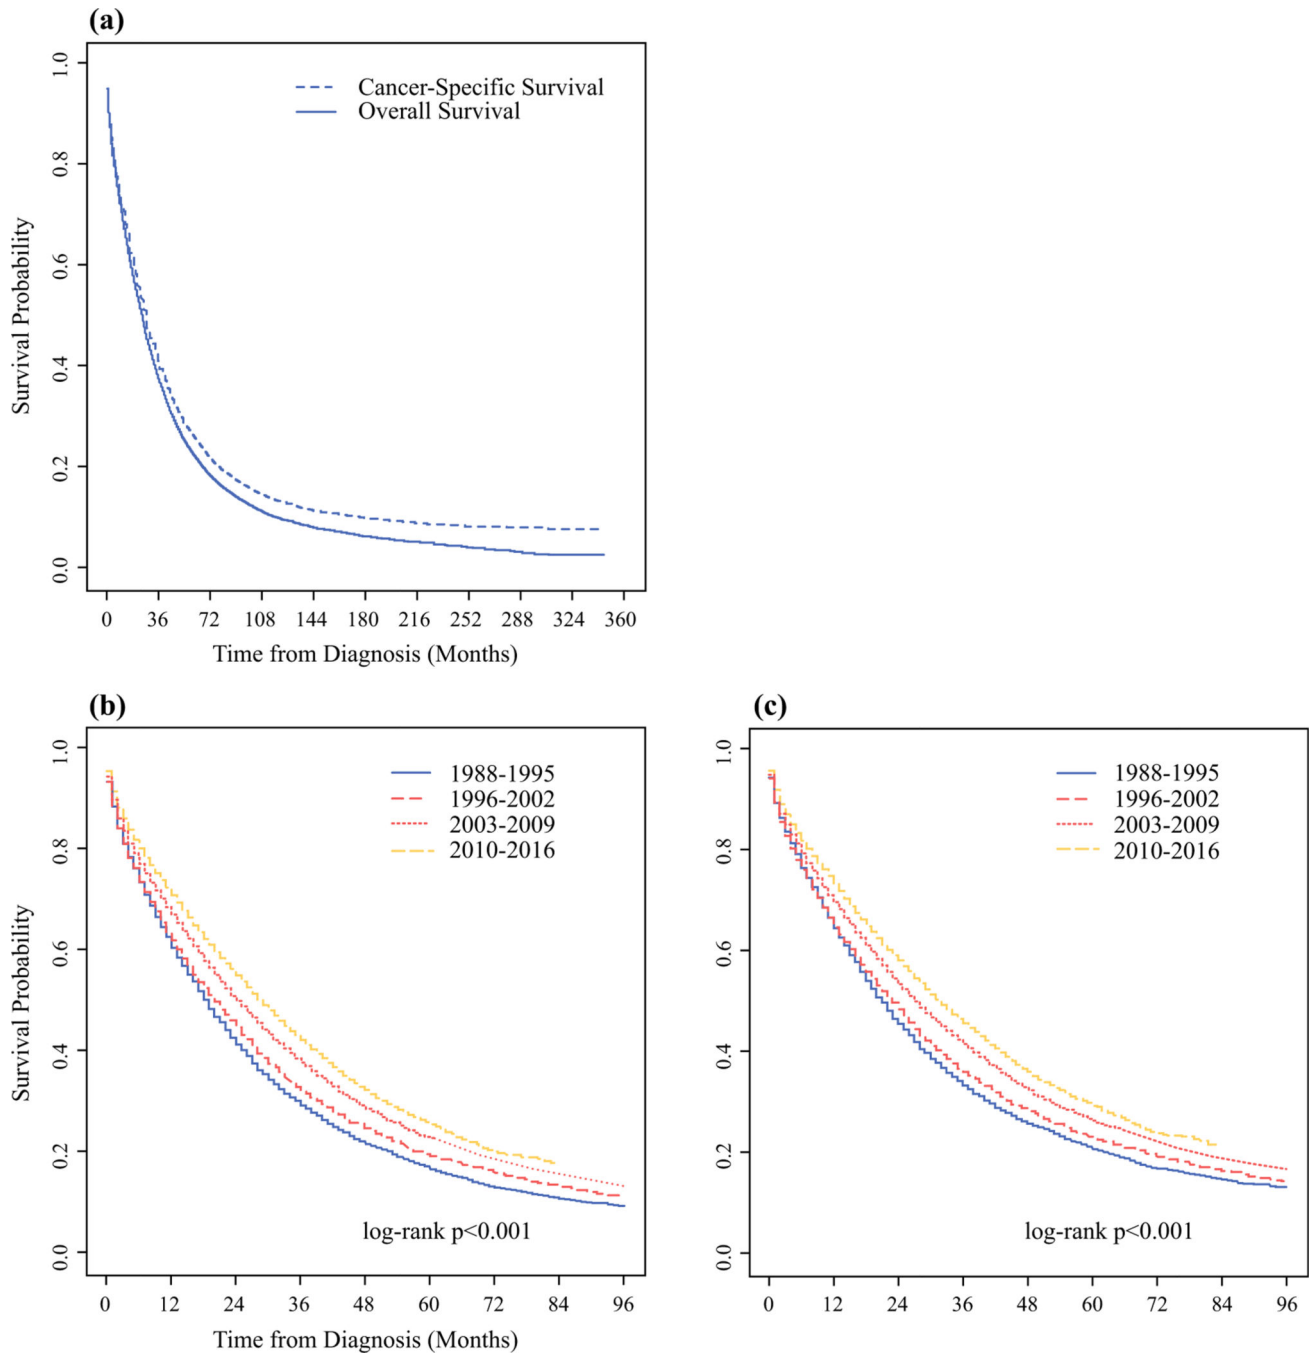 (a)
Cancer-Specific Survival
Overall Survival
Survival Probability
1.0
0.8
0.6
0.4
0.2
0.0
0 36 72 108 144 180 216 252 288 324 360
Time from Diagnosis (Months)
(b)
1988-1995
1996-2002
2003-2009
2010-2016
Survival Probability
1.0
0.8
0.6
0.4
0.2
0.0
log-rank p<0.001
0 12 24 36 48 60 72 84 96
Time from Diagnosis (Months)
(c)
1988-1995
1996-2002
2003-2009
2010-2016
1.0
0.8
0.6
0.4
0.2
0.0
log-rank p<0.001
0 12 24 36 48 60 72 84 96